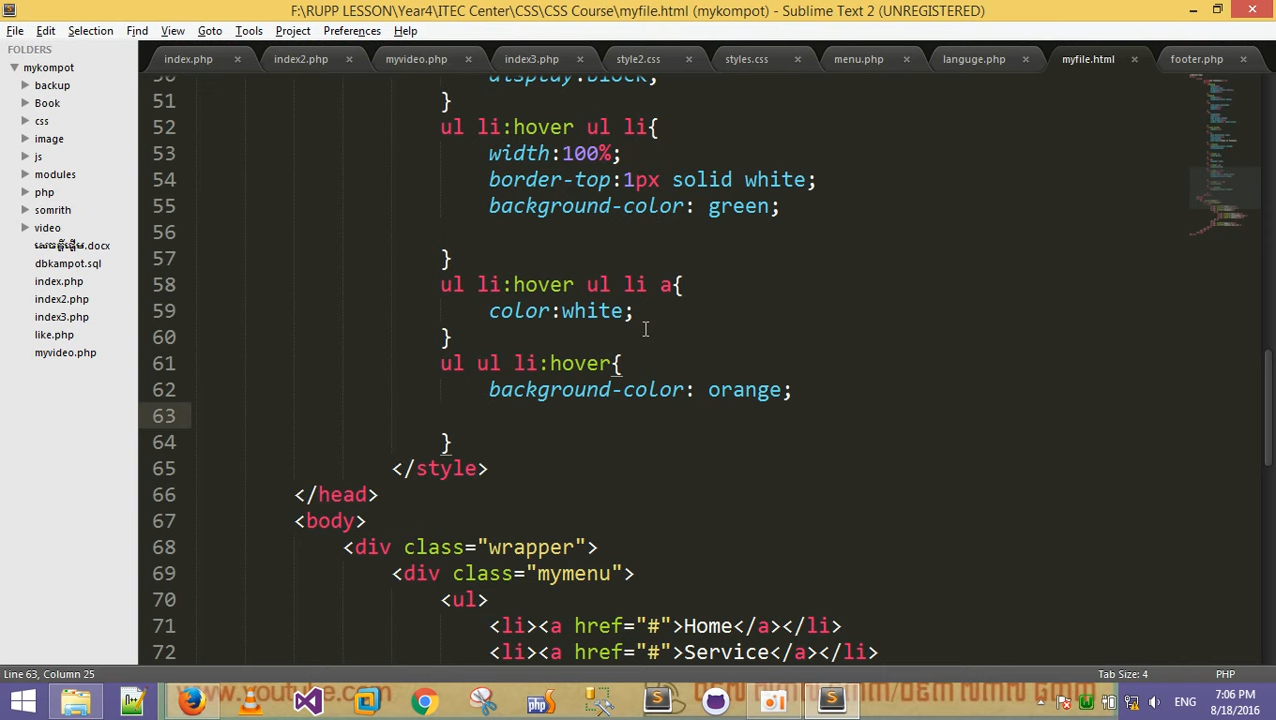 F:\RUPP LESSON\Year4\ITEC Center\CSS\CSS Course\myfile.html (mykompot) - Sublime Text 2 (UNREGISTERED)
File Edit Selection Find View Goto Tools Project Preferences Help
FOLDERS
mykompot
backup
Book
css
image
js
modules
php
somrith
video
dbkampot.sql
index.php
index2.php
index3.php
like.php
myvideo.php
index.php index2.php myvideo.php index3.php style2.css styles.css menu.php languge.php myfile.html footer.php
50 display:block;
51 }
52 ul li:hover ul li{
53 width:100%;
54 border-top:1px solid white;
55 background-color: green;
56
57 }
58 ul li:hover ul li a{
59 color:white;
60 }
61 ul ul li:hover{
62 background-color: orange;
63
64 }
65 </style>
66 </head>
67 <body>
68 <div class="wrapper">
69 <div class="mymenu">
70 <ul>
71 <li><a href="#">Home</a></li>
72 <li><a href="#">Service</a></li>
Line 63, Column 25 Tab Size: 4 PHP
www.youtube.com
ENG 7:06 PM
8/18/2016